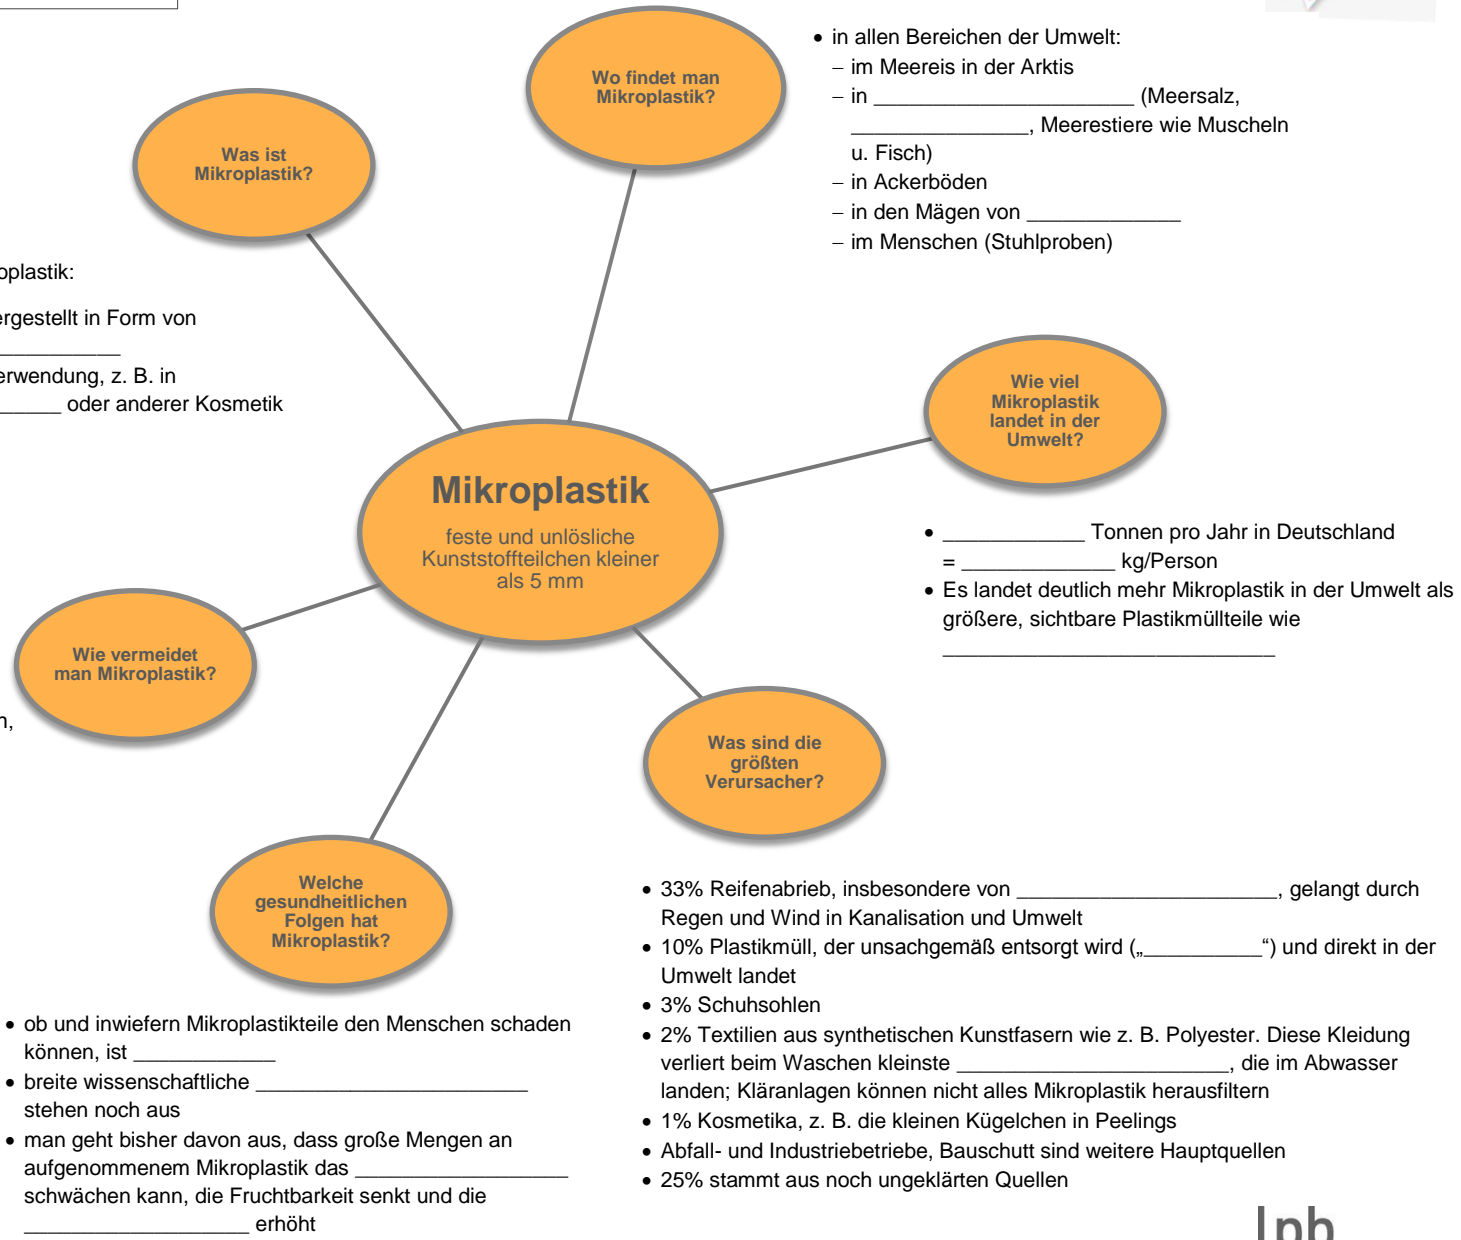 Wo findet man
Mikroplastik?
• in allen Bereichen der Umwelt:
– im Meereis in der Arktis
– in ______________________ (Meersalz,
_______________, Meerestiere wie Muscheln
u. Fisch)
– in Ackerböden
– in den Mägen von _____________
– im Menschen (Stuhlproben)
Was ist
Mikroplastik?
oplastik:
ergestellt in Form von
___________
erwendung, z. B. in
______ oder anderer Kosmetik
Wie viel
Mikroplastik
landet in der
Umwelt?
• ____________ Tonnen pro Jahr in Deutschland
= _____________ kg/Person
• Es landet deutlich mehr Mikroplastik in der Umwelt als
größere, sichtbare Plastikmüllteile wie
____________________________
Mikroplastik
feste und unlösliche
Kunststoffteilchen kleiner
als 5 mm
Wie vermeidet
man Mikroplastik?
n,
Was sind die
größten
Verursacher?
• 33% Reifenabrieb, insbesondere von ______________________, gelangt durch
Regen und Wind in Kanalisation und Umwelt
• 10% Plastikmüll, der unsachgemäß entsorgt wird („__________“) und direkt in der
Umwelt landet
• 3% Schuhsohlen
• 2% Textilien aus synthetischen Kunstfasern wie z. B. Polyester. Diese Kleidung
verliert beim Waschen kleinste _______________________, die im Abwasser
landen; Kläranlagen können nicht alles Mikroplastik herausfiltern
• 1% Kosmetika, z. B. die kleinen Kügelchen in Peelings
• Abfall- und Industriebetriebe, Bauschutt sind weitere Hauptquellen
• 25% stammt aus noch ungeklärten Quellen
Welche
gesundheitlichen
Folgen hat
Mikroplastik?
• ob und inwiefern Mikroplastikteile den Menschen schaden
können, ist ____________
• breite wissenschaftliche _______________________
stehen noch aus
• man geht bisher davon aus, dass große Mengen an
aufgenommenem Mikroplastik das __________________
schwächen kann, die Fruchtbarkeit senkt und die
___________________ erhöht
lpb